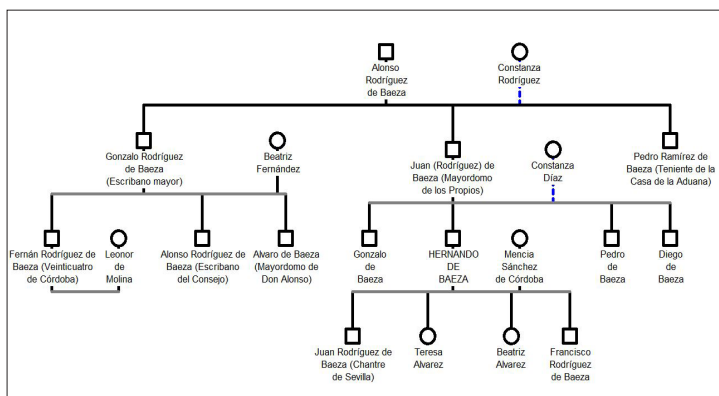 Alonso
Rodríguez
de Baeza
Constanza
Rodríguez
Gonzalo Rodríguez
de Baeza
(Escribano mayor)
Beatriz
Fernández
Juan (Rodríguez) de
Baeza (Mayordomo
de los Propios)
Constanza
Díaz
Pedro Ramírez de
Baeza (Teniente de la
Casa de la Aduana)
Fernán Rodríguez de
Baeza (Veinticuatro
de Córdoba)
Leonor
de
Molina
Alonso Rodríguez de
Baeza (Escribano
del Consejo)
Alvaro de Baeza
(Mayordomo de
Don Alonso)
Gonzalo
de
Baeza
HERNANDO
DE
BAEZA
Mencia
Sánchez
de Córdoba
Pedro
de
Baeza
Diego
de
Baeza
Juan Rodríguez de
Baeza (Chantre
de Sevilla)
Teresa
Alvarez
Beatriz
Alvarez
Francisco
Rodríguez
de Baeza